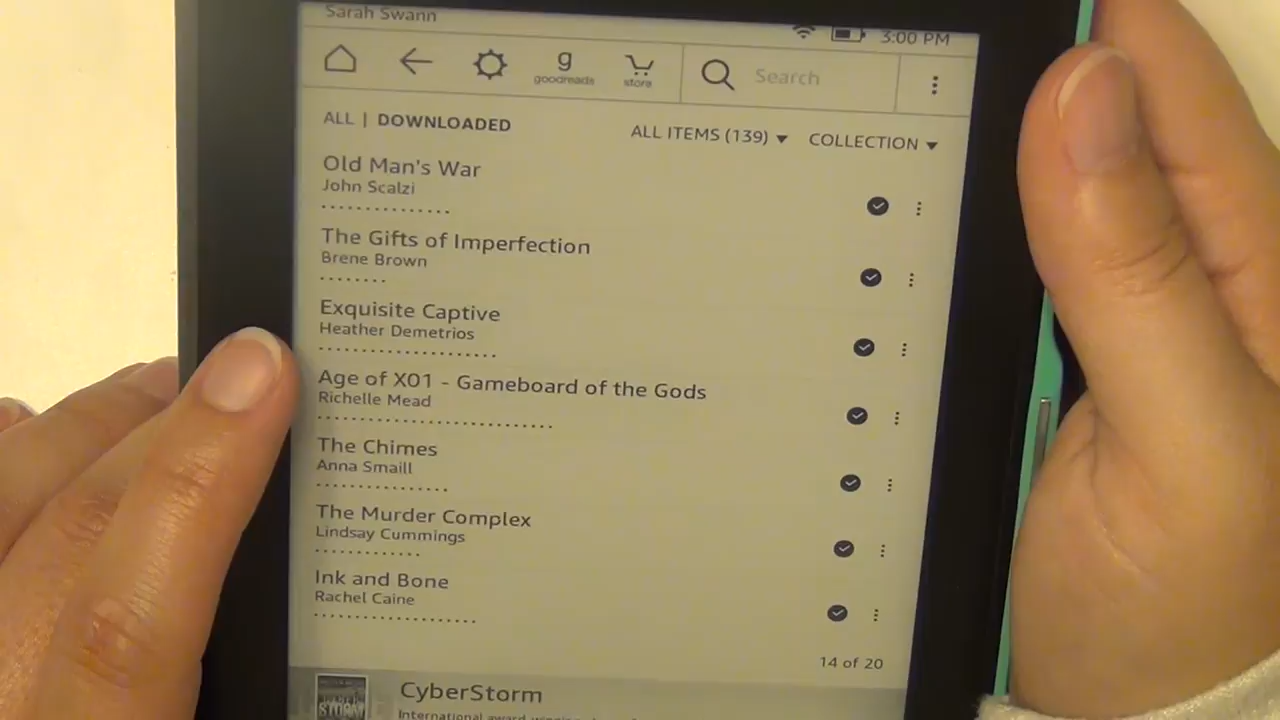 Sarah Swann
3:00 PM
goodreads
store
Search
ALL | DOWNLOADED
ALL ITEMS (139)
COLLECTION
Old Man's War
John Scalzi
The Gifts of Imperfection
Brene Brown
Exquisite Captive
Heather Demetrios
Age of X01 - Gameboard of the Gods
Richelle Mead
The Chimes
Anna Smaill
The Murder Complex
Lindsay Cummings
Ink and Bone
Rachel Caine
14 of 20
STORM
CyberStorm
International award-winning